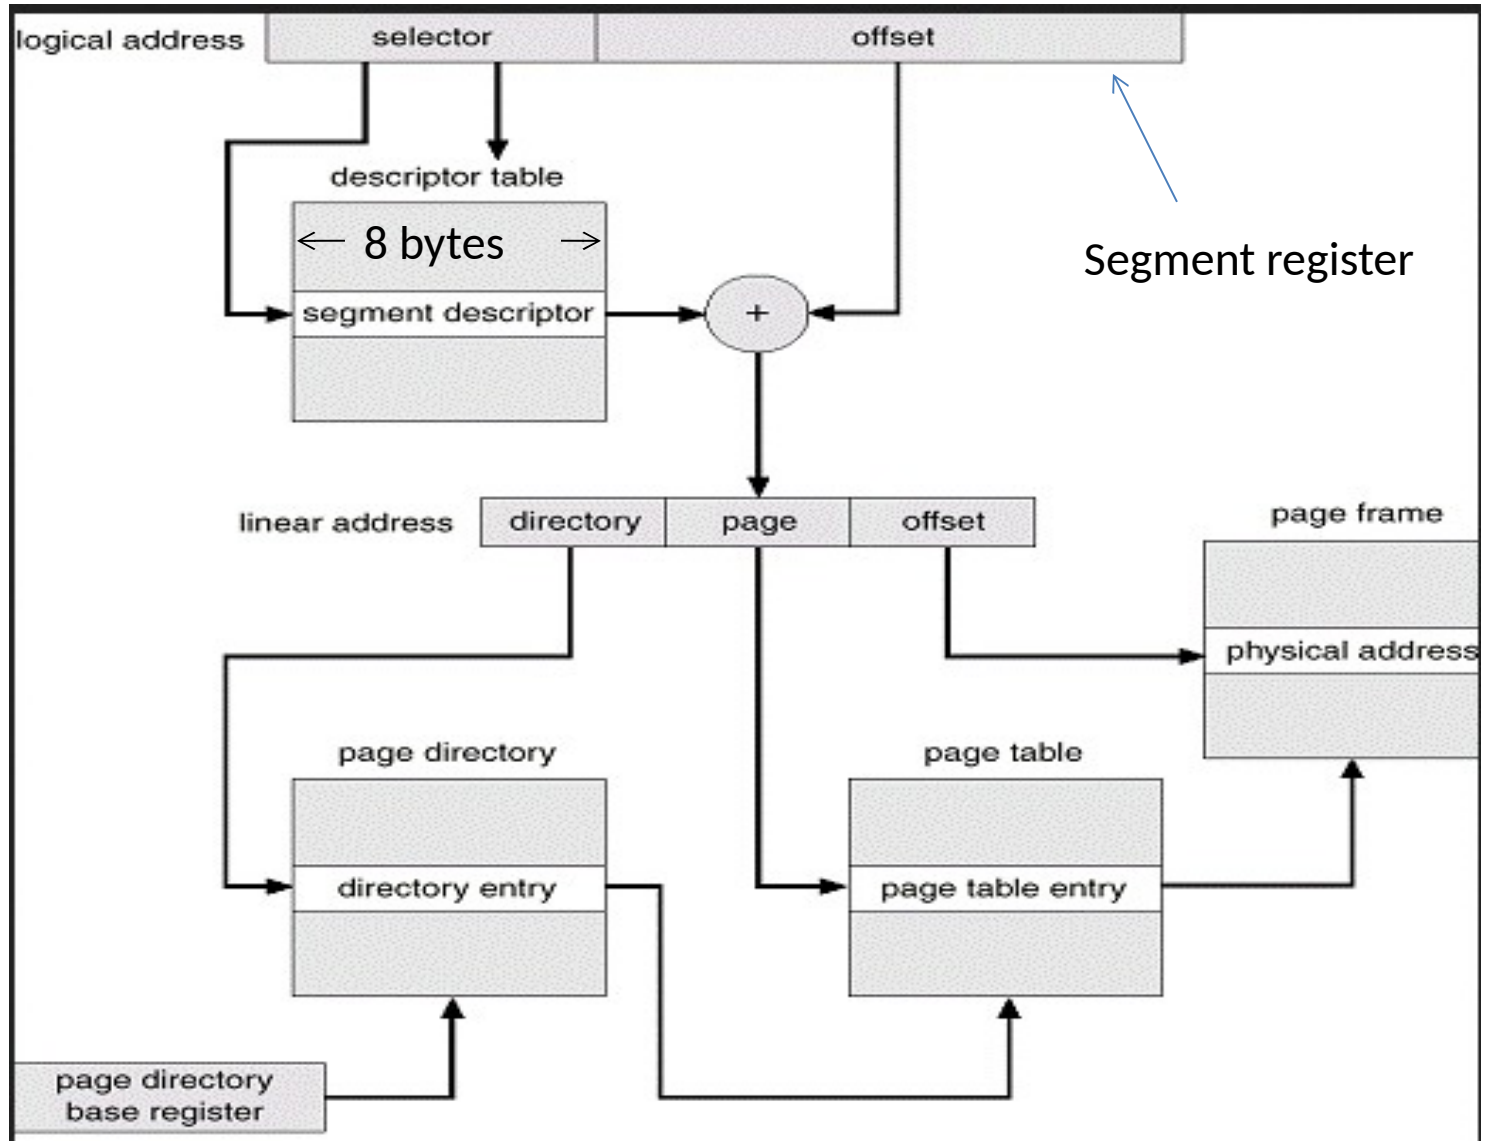 logical address
selector
offset
descriptor table
8 bytes
Segment register
segment descriptor
+
linear address
directory
page
offset
page frame
physical address
page directory
page table
directory entry
page table entry
page directory
base register